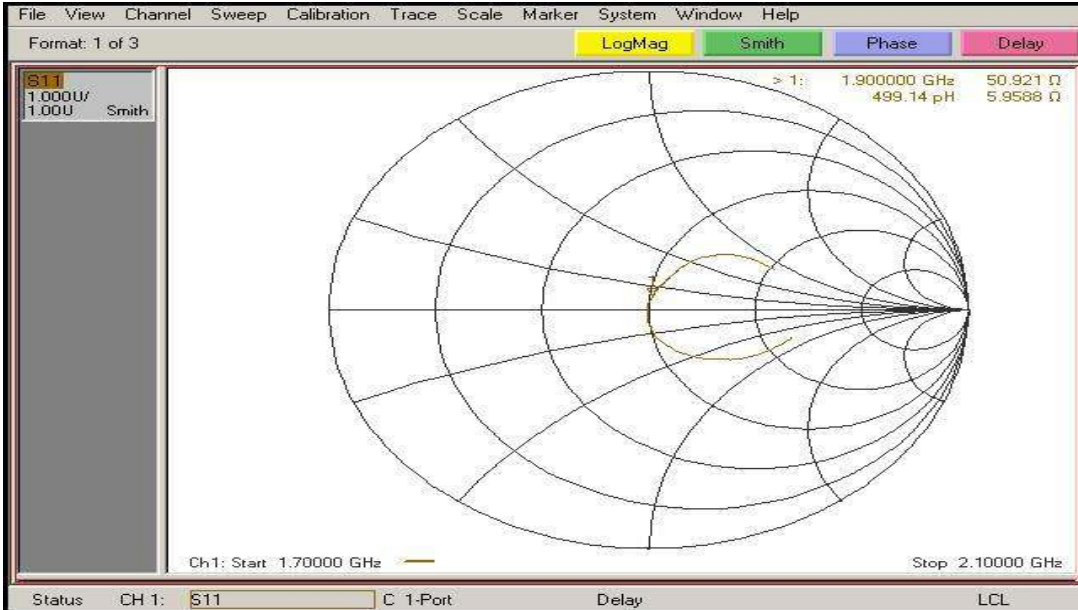 File View Channel Sweep Calibration Trace Scale Marker System Window Help
Format: 1 of 3
LogMag Smith Phase Delay
S11
1.000U/
1.00U Smith
> 1: 1.900000 GHz 50.921 Ω
499.14 pH 5.9588 Ω
1
Ch1: Start 1.70000 GHz
Stop 2.10000 GHz
Status CH 1: S11 C 1-Port Delay LCL